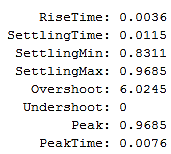 RiseTime: 0.0036
SettlingTime: 0.0115
SettlingMin: 0.8311
SettlingMax: 0.9685
Overshoot: 6.0245
Undershoot: 0
Peak: 0.9685
PeakTime: 0.0076